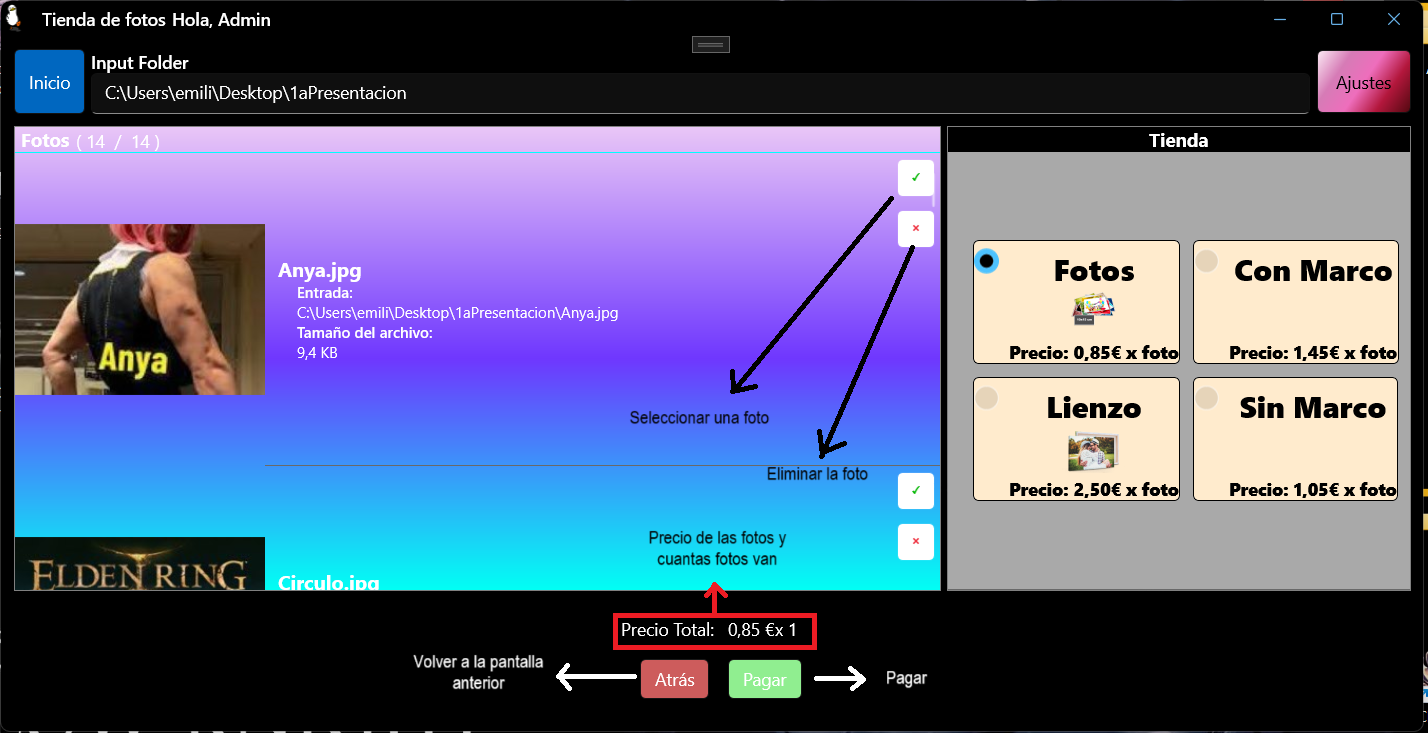 Tienda de fotos Hola, Admin
Inicio
Input Folder
C:\Users\emili\Desktop\1aPresentacion
Ajustes
Fotos ( 14 / 14 )
✓
×
Anya
Anya.jpg
Entrada:
C:\Users\emili\Desktop\1aPresentacion\Anya.jpg
Tamaño del archivo:
9,4 KB
Seleccionar una foto
Eliminar la foto
✓
×
Precio de las fotos y
cuantas fotos van
ELDEN RING
Circulo.jpg
Tienda
Fotos
Precio: 0,85€ x foto
Con Marco
Precio: 1,45€ x foto
Lienzo
Precio: 2,50€ x foto
Sin Marco
Precio: 1,05€ x foto
Precio Total: 0,85 €x 1
Volver a la pantalla
anterior
Atrás
Pagar
Pagar